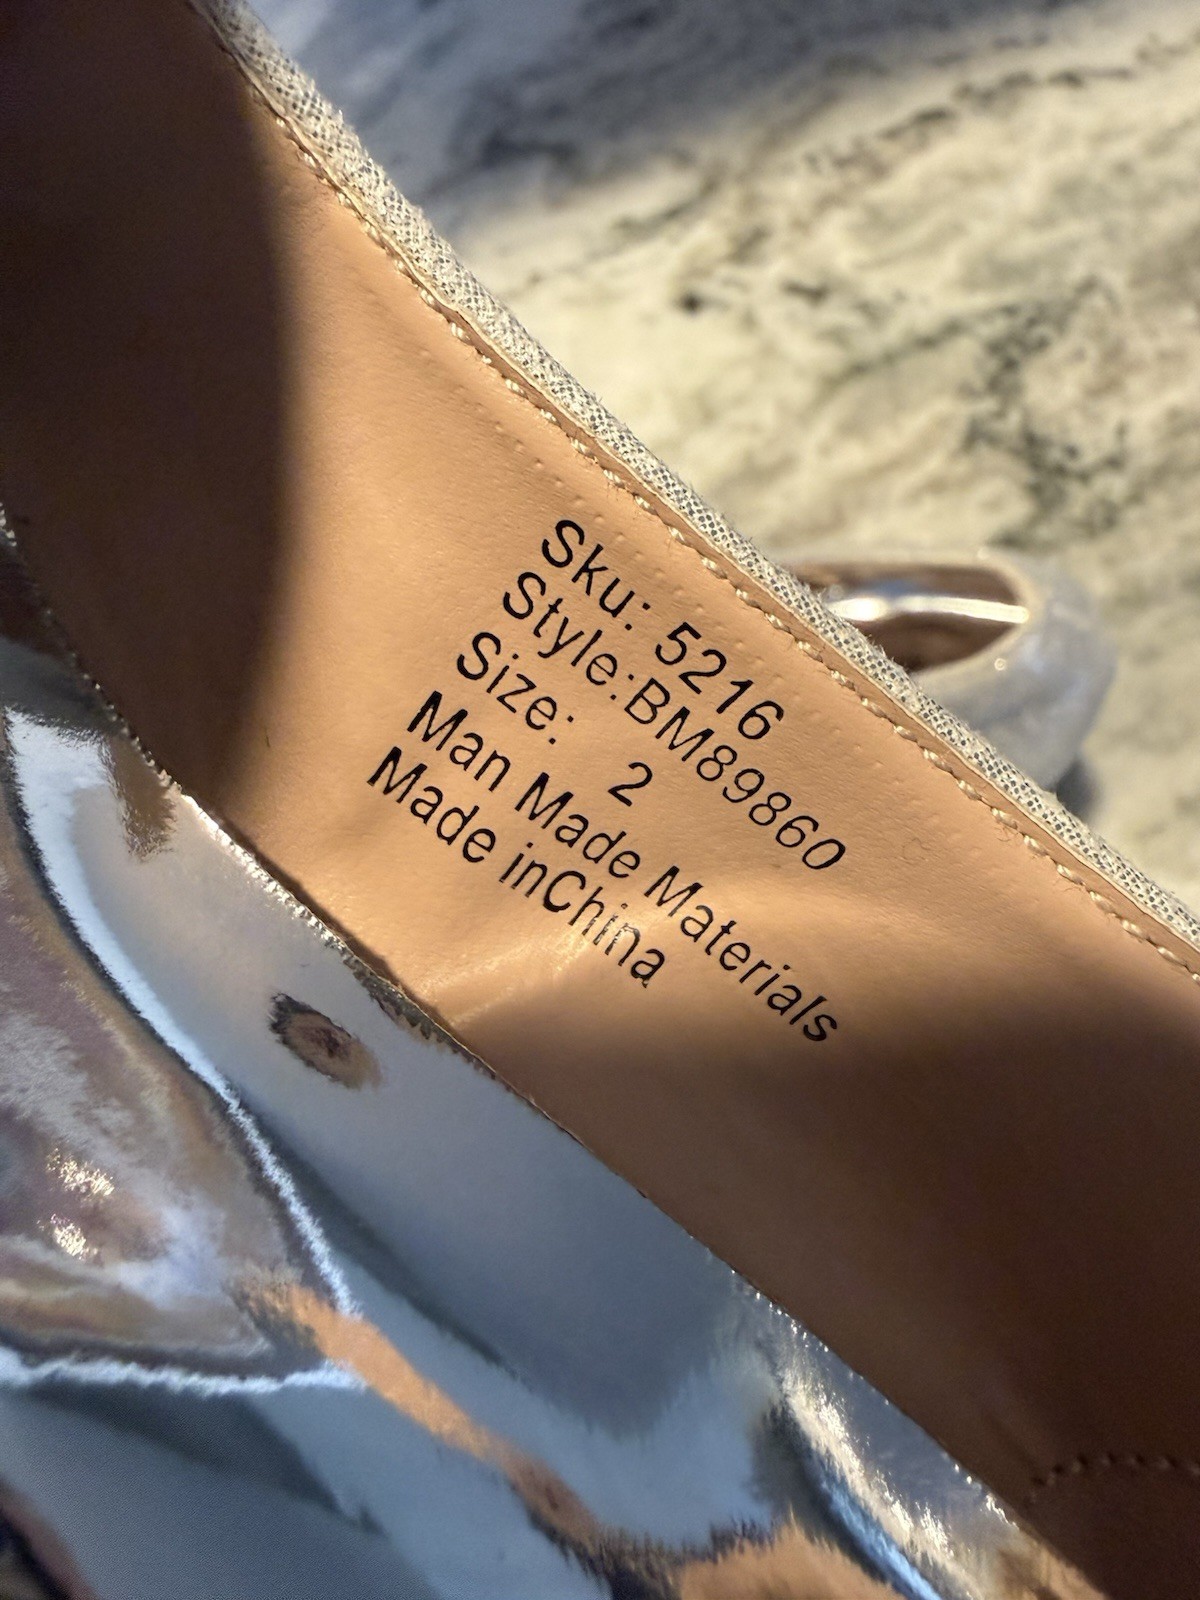 Sku: 5216
Style:BM89860
Size: 2
Man Made Materials
Made inChina